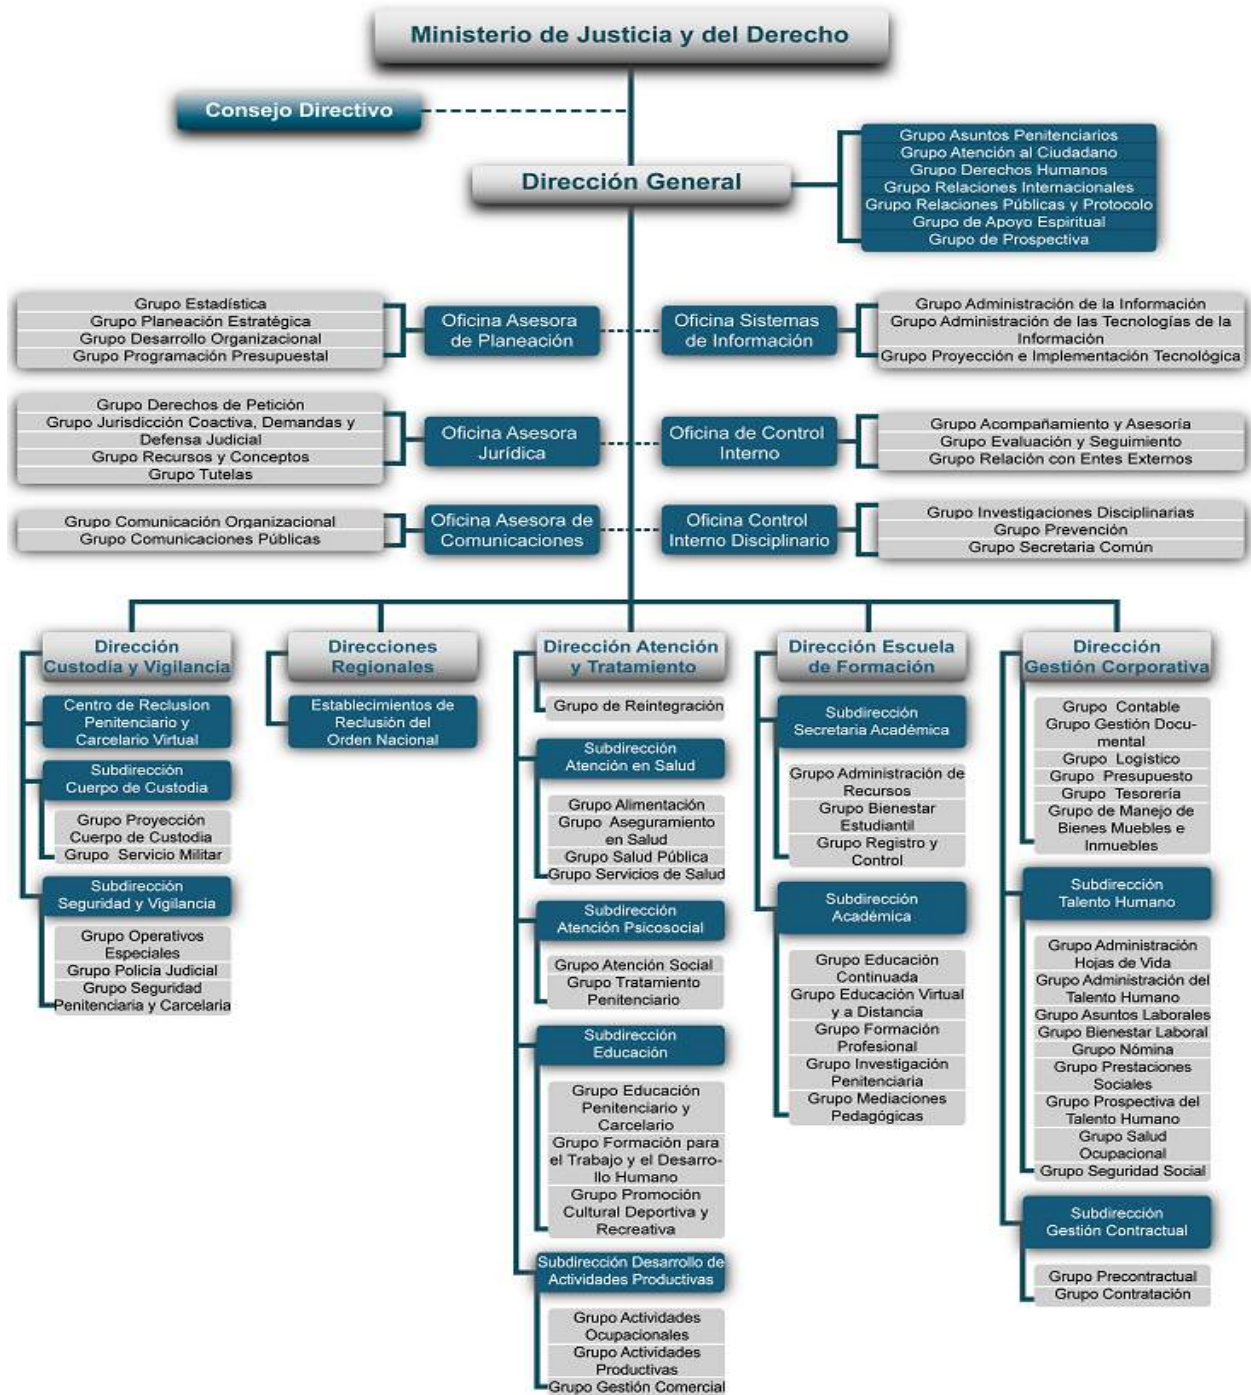 Ministerio de Justicia y del Derecho
Consejo Directivo
Dirección General
Grupo Asuntos Penitenciarios
Grupo Atención al Ciudadano
Grupo Derechos Humanos
Grupo Relaciones Internacionales
Grupo Relaciones Públicas y Protocolo
Grupo de Apoyo Espiritual
Grupo de Prospectiva
Grupo Estadística
Grupo Planeación Estratégica
Grupo Desarrollo Organizacional
Grupo Programación Presupuestal
Oficina Asesora
de Planeación
Oficina Sistemas
de Información
Grupo Administración de la Información
Grupo Administración de las Tecnologías de la
Información
Grupo Proyección e Implementación Tecnológica
Grupo Derechos de Petición
Grupo Jurisdicción Coactiva, Demandas y
Defensa Judicial
Grupo Recursos y Conceptos
Grupo Tutelas
Oficina Asesora
Jurídica
Oficina de Control
Interno
Grupo Acompañamiento y Asesoría
Grupo Evaluación y Seguimiento
Grupo Relación con Entes Externos
Grupo Comunicación Organizacional
Grupo Comunicaciones Públicas
Oficina Asesora de
Comunicaciones
Oficina Control
Interno Disciplinario
Grupo Investigaciones Disciplinarias
Grupo Prevención
Grupo Secretaria Común
Dirección
Custodía y Vigilancia
Centro de Reclusíon
Penitenciario y
Carcelario Virtual
Subdirección
Cuerpo de Custodia
Grupo Proyección
Cuerpo de Custodia
Grupo Servicio Militar
Subdirección
Seguridad y Vigilancia
Grupo Operativos
Especiales
Grupo Policía Judicial
Grupo Seguridad
Penitenciaria y Carcelaria
Direcciones
Regionales
Establecimientos de
Reclusión del
Orden Nacional
Dirección Atención
y Tratamiento
Grupo de Reintegración
Subdirección
Atención en Salud
Grupo Alimentación
Grupo Aseguramiento
en Salud
Grupo Salud Pública
Grupo Servicios de Salud
Subdirección
Atención Psicosocial
Grupo Atención Social
Grupo Tratamiento
Penitenciario
Subdirección
Educación
Grupo Educación
Penitenciario y
Carcelario
Grupo Formación para
el Trabajo y el Desarro-
llo Humano
Grupo Promoción
Cultural Deportiva y
Recreativa
Subdirección Desarrollo de
Actividades Productivas
Grupo Actividades
Ocupacionales
Grupo Actividades
Productivas
Grupo Gestión Comercial
Dirección Escuela
de Formación
Subdirección
Secretaria Académica
Grupo Administración de
Recursos
Grupo Bienestar
Estudiantil
Grupo Registro y
Control
Subdirección
Académica
Grupo Educación
Continuada
Grupo Educación Virtual
y a Distancia
Grupo Formación
Profesional
Grupo Investigación
Penitenciaria
Grupo Mediaciones
Pedagógicas
Dirección
Gestión Corporativa
Grupo Contable
Grupo Gestión Docu-
mental
Grupo Logístico
Grupo Presupuesto
Grupo Tesorería
Grupo de Manejo de
Bienes Muebles e
Inmuebles
Subdirección
Talento Humano
Grupo Administración
Hojas de Vida
Grupo Administración del
Talento Humano
Grupo Asuntos Laborales
Grupo Bienestar Laboral
Grupo Nómina
Grupo Prestaciones
Sociales
Grupo Prospectiva del
Talento Humano
Grupo Salud
Ocupacional
Grupo Seguridad Social
Subdirección
Gestión Contractual
Grupo Precontractual
Grupo Contratación